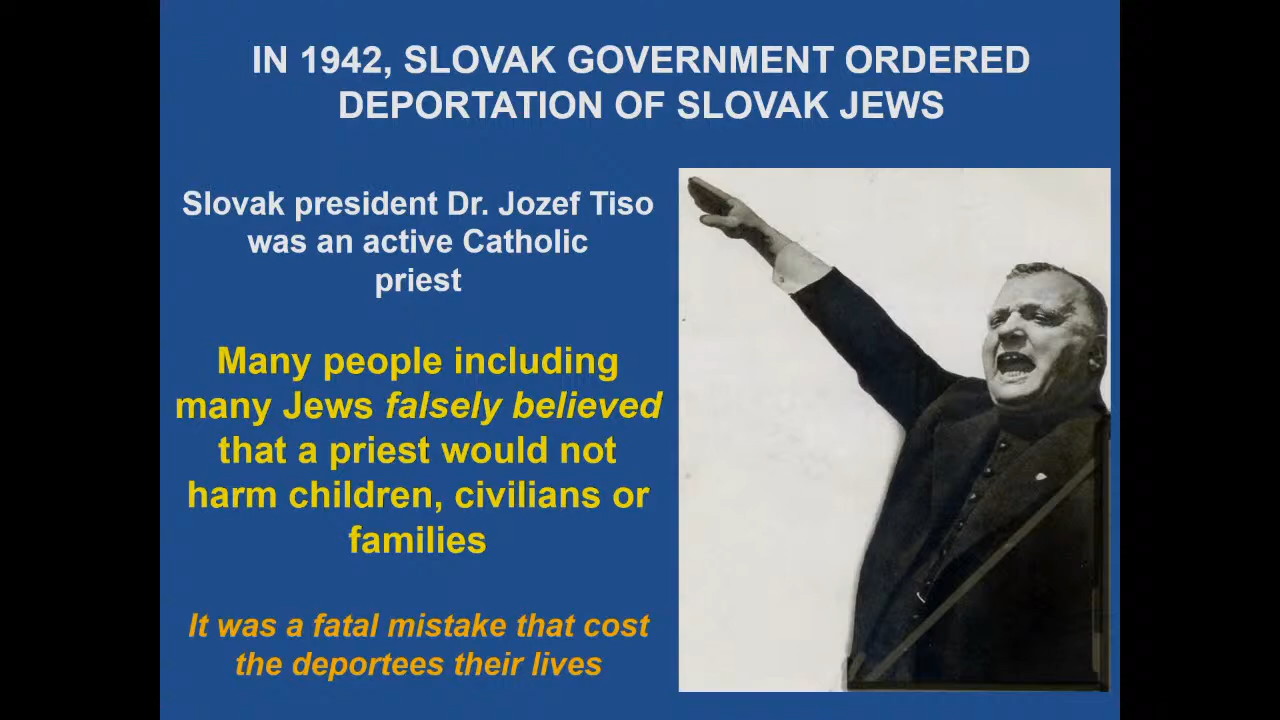 IN 1942, SLOVAK GOVERNMENT ORDERED
DEPORTATION OF SLOVAK JEWS
Slovak president Dr. Jozef Tiso
was an active Catholic
priest
Many people including
many Jews falsely believed
that a priest would not
harm children, civilians or
families
It was a fatal mistake that cost
the deportees their lives